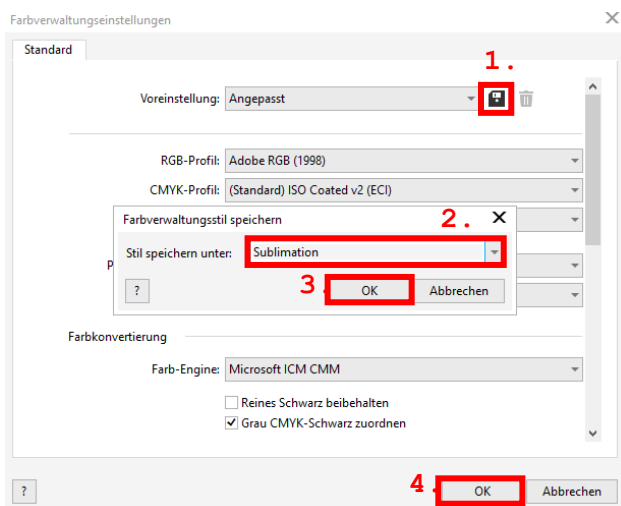 Farbverwaltungseinstellungen
Standard
1.
Voreinstellung: Angepasst
RGB-Profil: Adobe RGB (1998)
CMYK-Profil: (Standard) ISO Coated v2 (ECI)
Farbverwaltungsstil speichern
2.
Stil speichern unter: Sublimation
3.
? OK Abbrechen
Farbkonvertierung
Farb-Engine: Microsoft ICM CMM
Reines Schwarz beibehalten
Grau CMYK-Schwarz zuordnen
4.
? OK Abbrechen